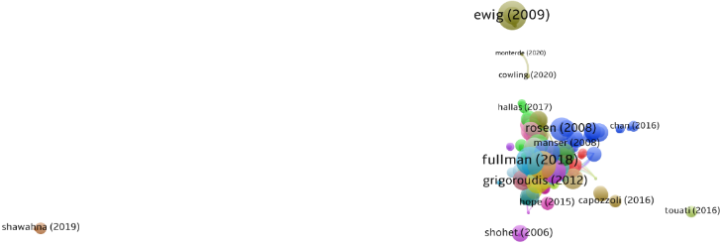 ewig (2009)
monterde (2020)
cowling (2020)
hallas (2017)
rosen (2008)
chan (2016)
manser (2008)
fullman (2018)
grigoroudis (2012)
hope (2015)
capozzoli (2016)
touati (2016)
shawahna (2019)
shohet (2006)